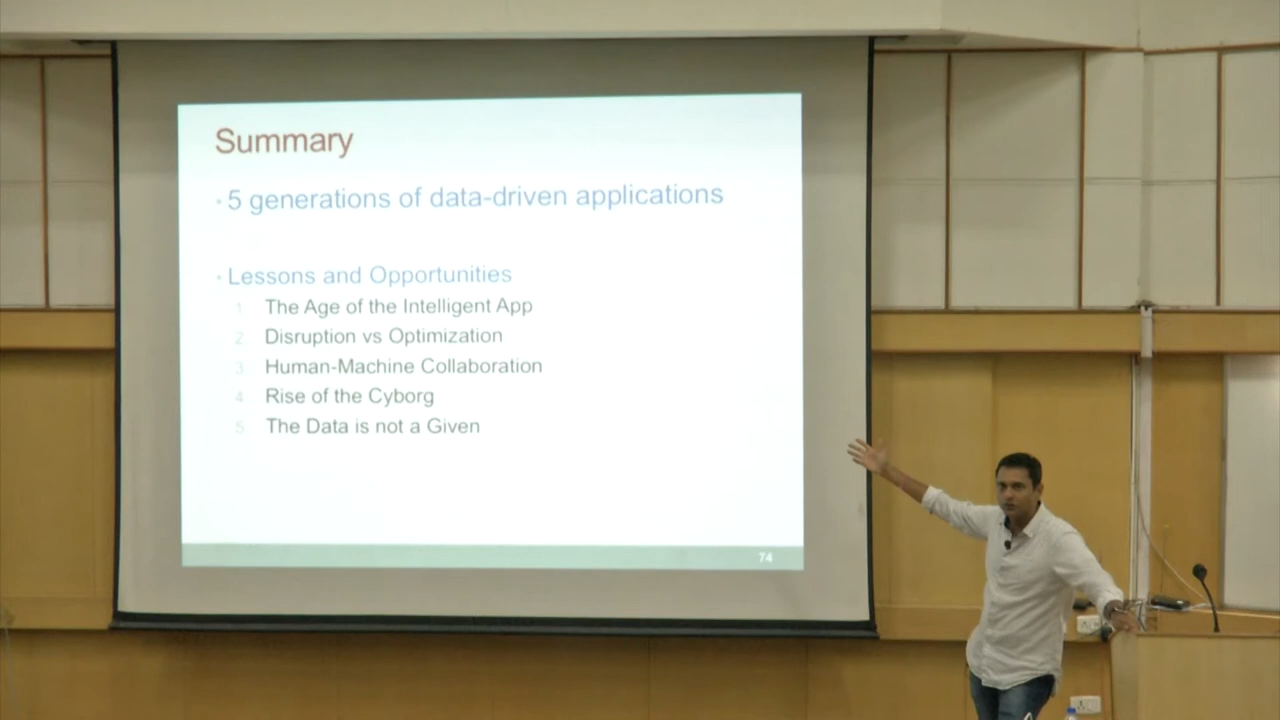 Summary
• 5 generations of data-driven applications
• Lessons and Opportunities
1. The Age of the Intelligent App
2. Disruption vs Optimization
3. Human-Machine Collaboration
4. Rise of the Cyborg
5. The Data is not a Given
74